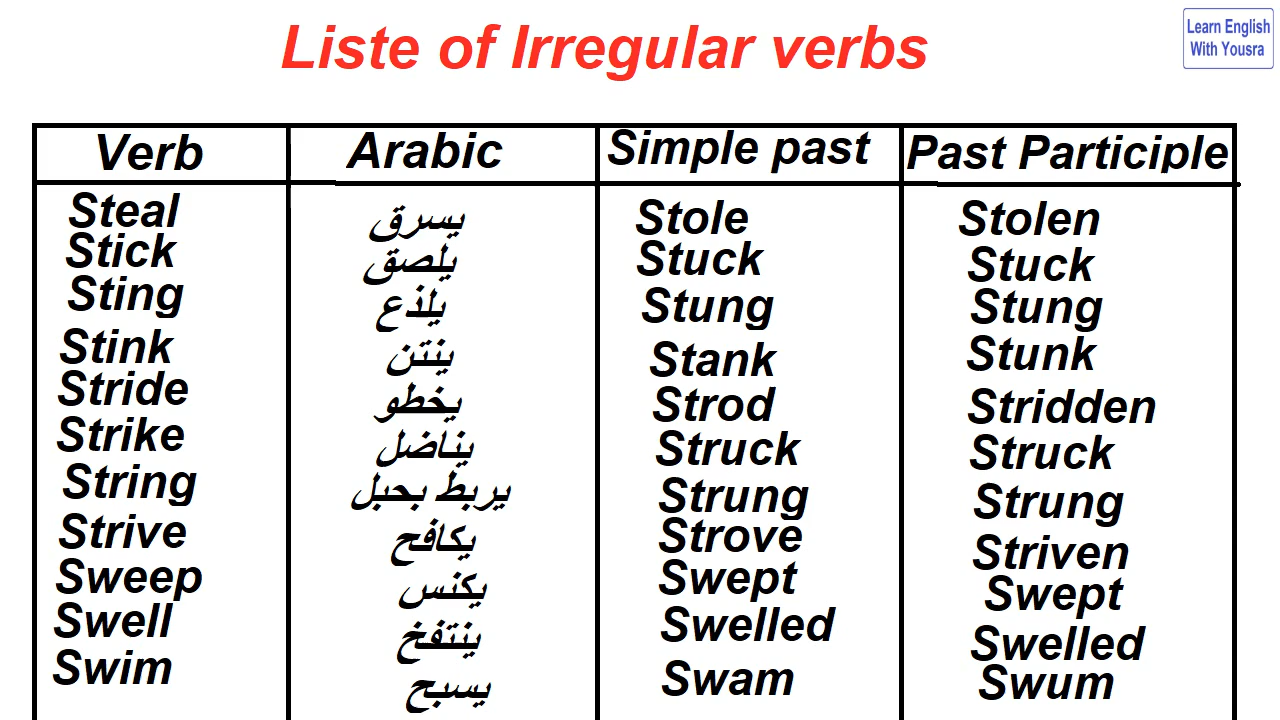 Liste of Irregular verbs
Learn English
With Yousra
Verb Arabic Simple past Past Participle
Steal يسرق Stole Stolen
Stick يلصق Stuck Stuck
Sting يلذع Stung Stung
Stink ينتن Stank Stunk
Stride يخطو Strod Stridden
Strike يناضل Struck Struck
String يربط بحبل Strung Strung
Strive يكافح Strove Striven
Sweep يكنس Swept Swept
Swell ينتفخ Swelled Swelled
Swim يسبح Swam Swum